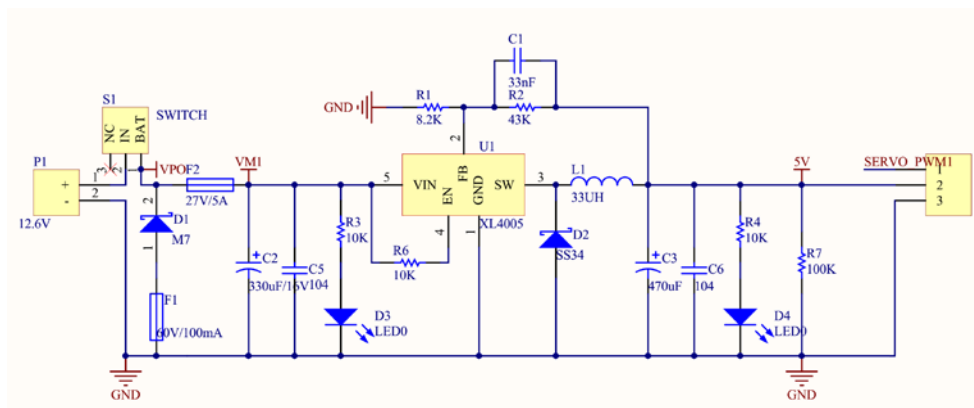 C1
33nF
GND
R1
8.2K
R2
43K
S1
SWITCH
NC
IN
BAT
3
2
1
VPOF2
27V/5A
VM1
2
U1
P1
+
1
-
2
12.6V
5
VIN
FB
EN
GND
SW
3
XL4005
L1
33UH
5V
SERVO_PWM1
1
2
3
2
D1
M7
1
R3
10K
4
1
R6
10K
D2
SS34
R4
10K
R7
100K
C2
330uF/16V
C5
104
C3
470uF
C6
104
F1
60V/100mA
D3
LED0
D4
LED0
GND
GND